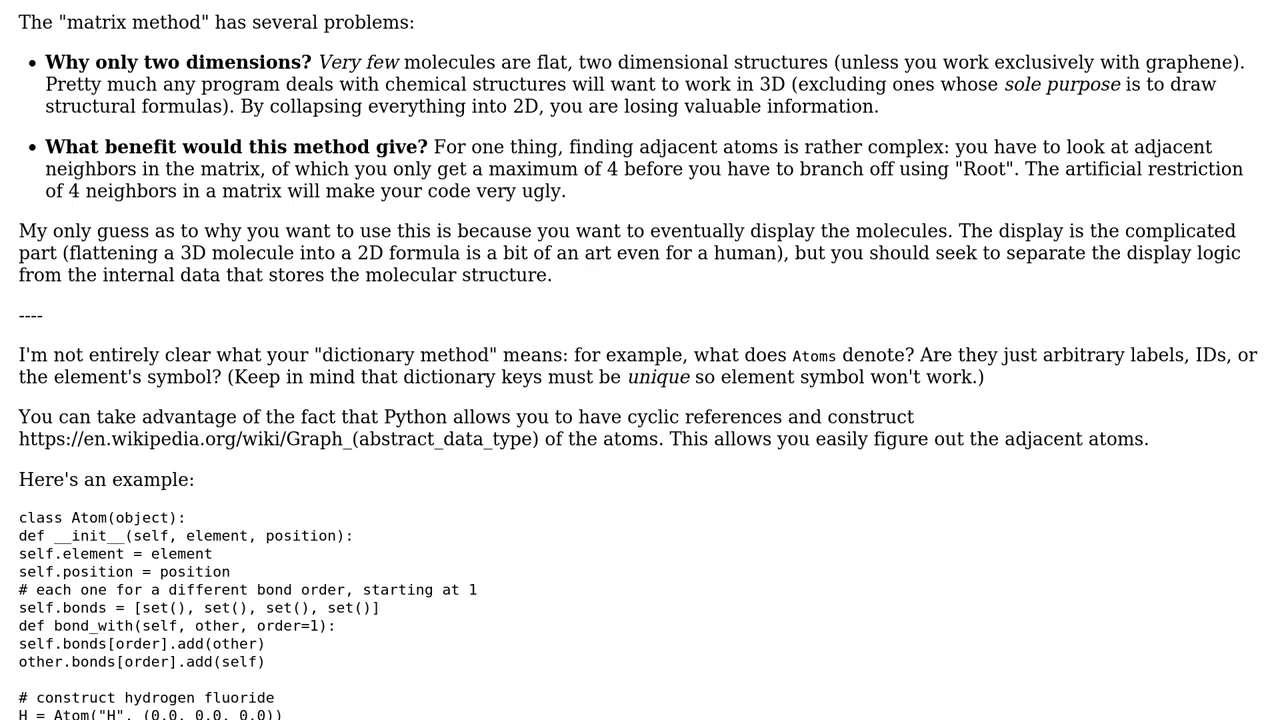 The "matrix method" has several problems:
• Why only two dimensions? Very few molecules are flat, two dimensional structures (unless you work exclusively with graphene).
Pretty much any program deals with chemical structures will want to work in 3D (excluding ones whose sole purpose is to draw
structural formulas). By collapsing everything into 2D, you are losing valuable information.
• What benefit would this method give? For one thing, finding adjacent atoms is rather complex: you have to look at adjacent
neighbors in the matrix, of which you only get a maximum of 4 before you have to branch off using "Root". The artificial restriction
of 4 neighbors in a matrix will make your code very ugly.
My only guess as to why you want to use this is because you want to eventually display the molecules. The display is the complicated
part (flattening a 3D molecule into a 2D formula is a bit of an art even for a human), but you should seek to separate the display logic
from the internal data that stores the molecular structure.
----
I'm not entirely clear what your "dictionary method" means: for example, what does Atoms denote? Are they just arbitrary labels, IDs, or
the element's symbol? (Keep in mind that dictionary keys must be unique so element symbol won't work.)
You can take advantage of the fact that Python allows you to have cyclic references and construct
https://en.wikipedia.org/wiki/Graph_(abstract_data_type) of the atoms. This allows you easily figure out the adjacent atoms.
Here's an example:
class Atom(object):
def __init__(self, element, position):
self.element = element
self.position = position
# each one for a different bond order, starting at 1
self.bonds = [set(), set(), set(), set()]
def bond_with(self, other, order=1):
self.bonds[order].add(other)
other.bonds[order].add(self)
# construct hydrogen fluoride
H = Atom("H", (0.0, 0.0, 0.0))